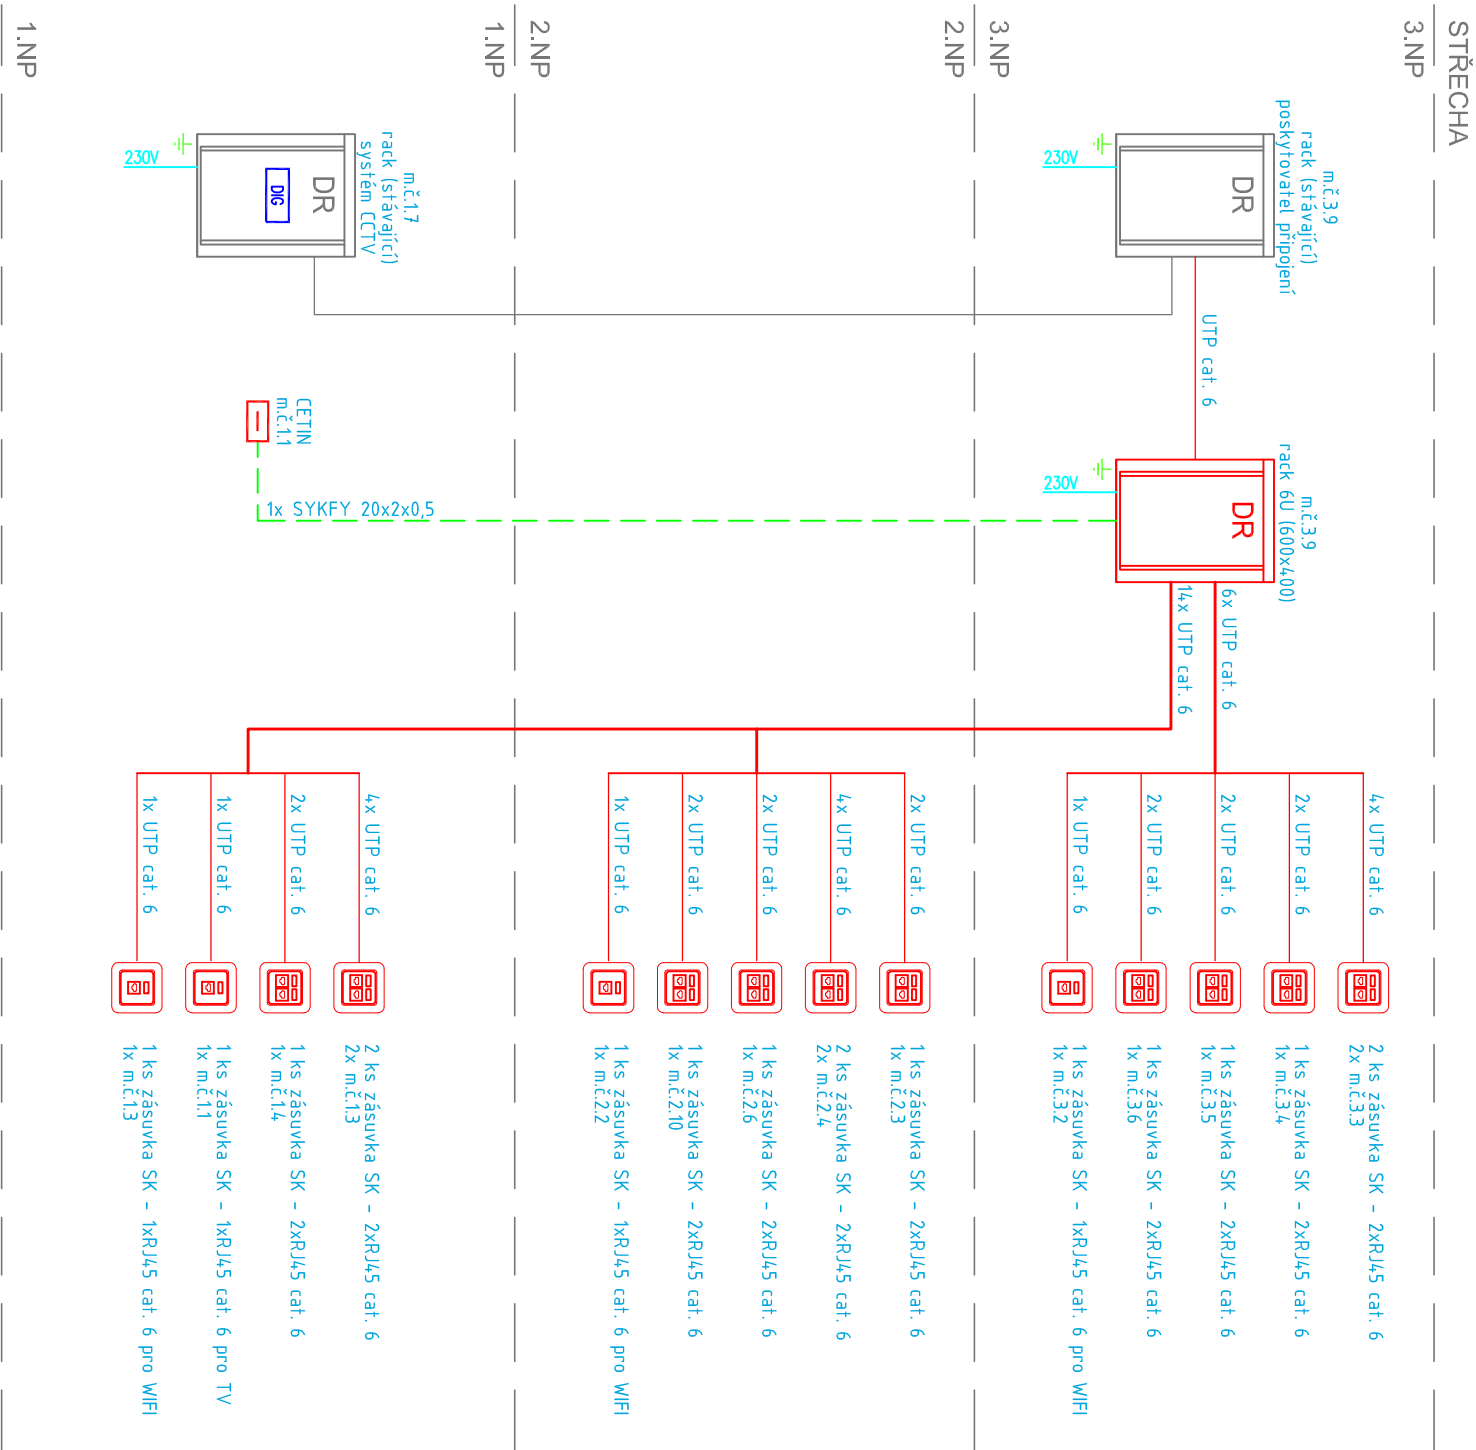 STŘECHA
3.NP
m.č.3.9
rack (stávající)
poskytovatel připojení
DR
230V
UTP cat. 6
m.č.3.9
rack 6U (600x400)
DR
230V
6x UTP cat. 6
14x UTP cat. 6
4x UTP cat. 6
2 ks zásuvka SK - 2xRJ45 cat. 6
2x m.č.3.3
2x UTP cat. 6
1 ks zásuvka SK - 2xRJ45 cat. 6
1x m.č.3.4
2x UTP cat. 6
1 ks zásuvka SK - 2xRJ45 cat. 6
1x m.č.3.5
2x UTP cat. 6
1 ks zásuvka SK - 2xRJ45 cat. 6
1x m.č.3.6
1x UTP cat. 6
1 ks zásuvka SK - 1xRJ45 cat. 6 pro WIFI
1x m.č.3.2
3.NP
2.NP
2x UTP cat. 6
1 ks zásuvka SK - 2xRJ45 cat. 6
1x m.č.2.3
4x UTP cat. 6
2 ks zásuvka SK - 2xRJ45 cat. 6
2x m.č.2.4
2x UTP cat. 6
1 ks zásuvka SK - 2xRJ45 cat. 6
1x m.č.2.6
2x UTP cat. 6
1 ks zásuvka SK - 2xRJ45 cat. 6
1x m.č.2.10
1x UTP cat. 6
1 ks zásuvka SK - 1xRJ45 cat. 6 pro WIFI
1x m.č.2.2
2.NP
1.NP
m.č.1.7
rack (stávající)
systém CCTV
DR
DIG
230V
CETIN
m.č.1.1
1x SYKFY 20x2x0,5
4x UTP cat. 6
2 ks zásuvka SK - 2xRJ45 cat. 6
2x m.č.1.3
2x UTP cat. 6
1 ks zásuvka SK - 2xRJ45 cat. 6
1x m.č.1.4
1x UTP cat. 6
1 ks zásuvka SK - 1xRJ45 cat. 6 pro TV
1x m.č.1.1
1x UTP cat. 6
1 ks zásuvka SK - 1xRJ45 cat. 6 pro WIFI
1x m.č.1.3
1.NP